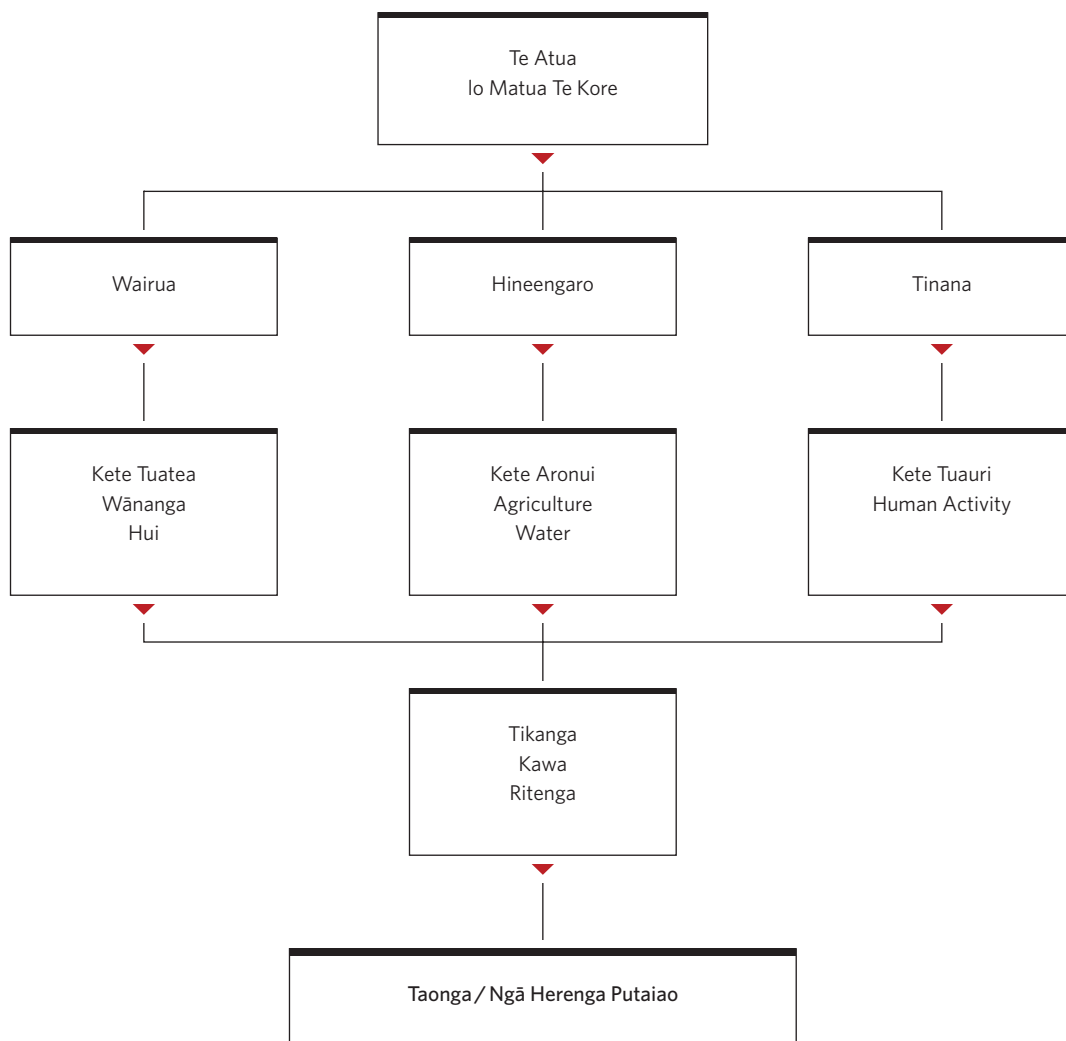 Te Atua
Io Matua Te Kore
Wairua
Hineengaro
Tinana
Kete Tuatea
Wānanga
Hui
Kete Aronui
Agriculture
Water
Kete Tuauri
Human Activity
Tikanga
Kawa
Ritenga
Taonga / Ngā Herenga Putaiao